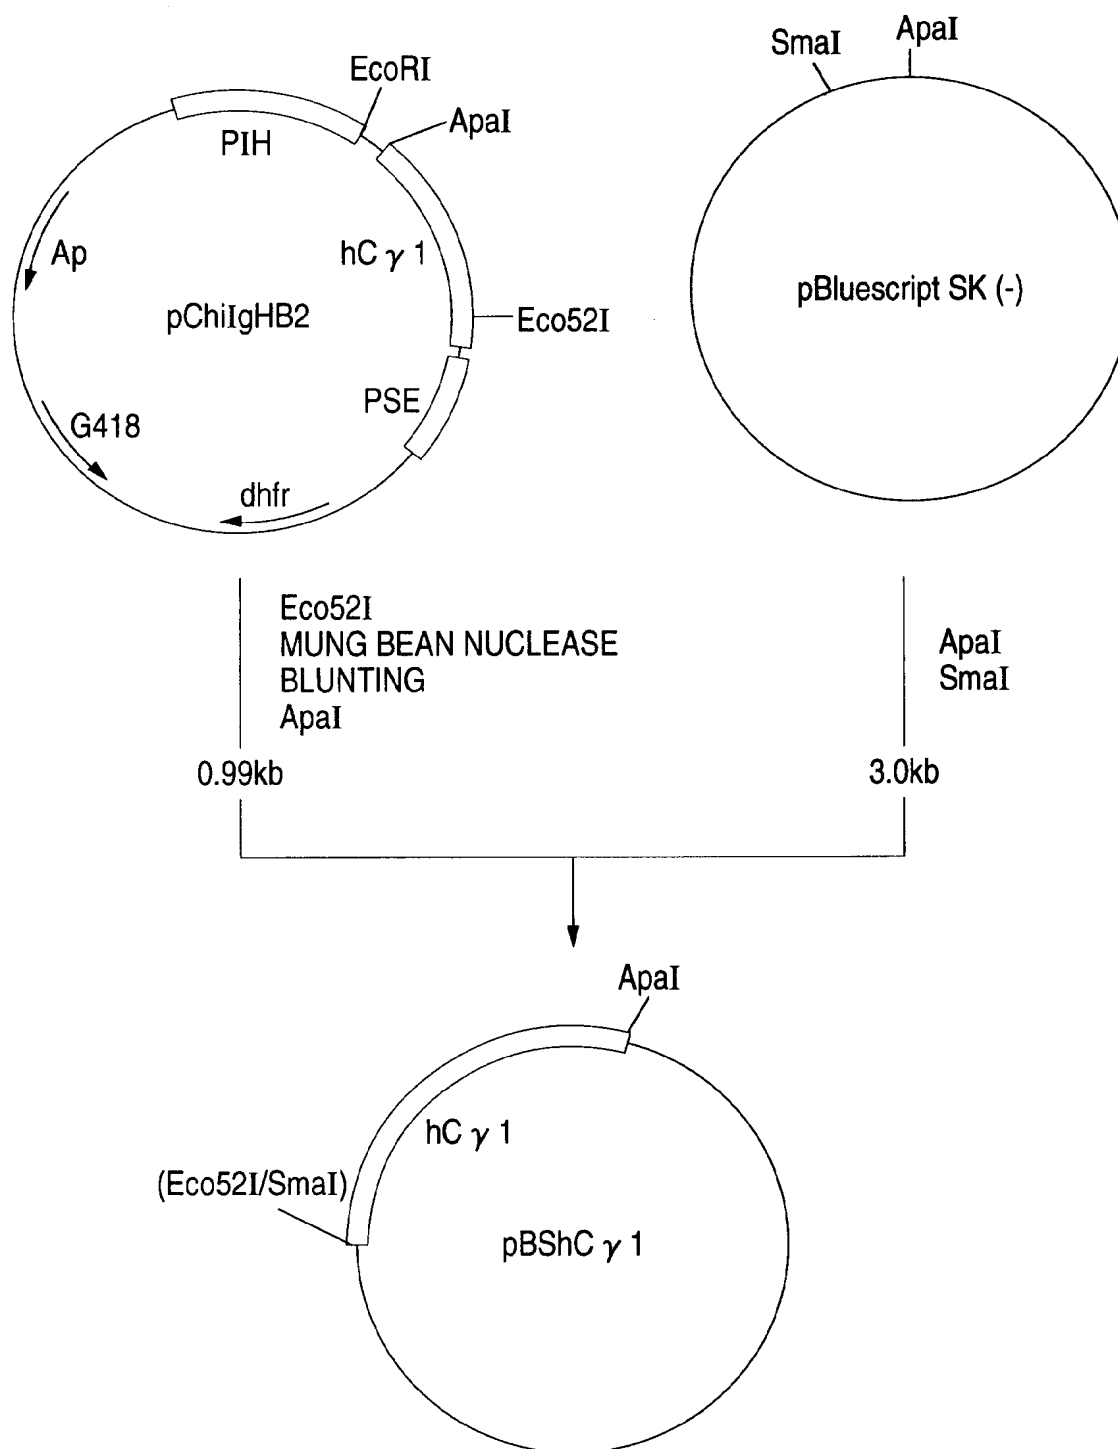 EcoRI
ApaI
PIH
hC γ 1
Ap
pChiIgHB2
Eco52I
PSE
G418
dhfr
SmaI
ApaI
pBluescript SK (-)
Eco52I
MUNG BEAN NUCLEASE
BLUNTING
ApaI
0.99kb
ApaI
SmaI
3.0kb
ApaI
hC γ 1
(Eco52I/SmaI)
pBShC γ 1